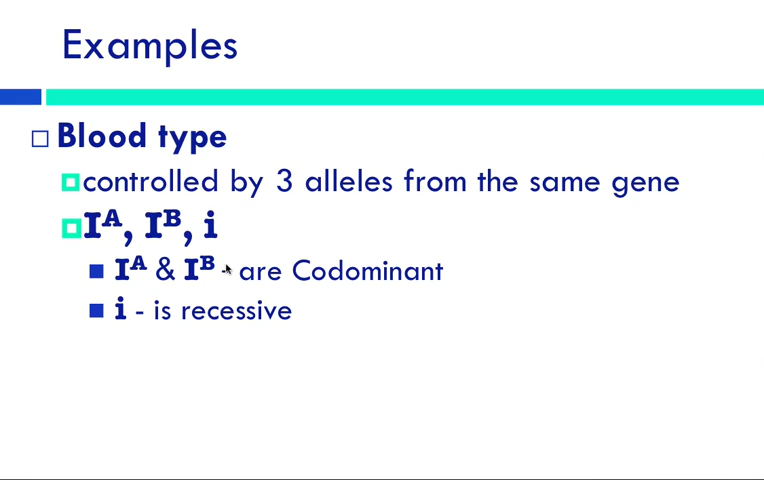 Examples
Blood type
controlled by 3 alleles from the same gene
Iᴬ, Iᴮ, i
Iᴬ & Iᴮ - are Codominant
i - is recessive